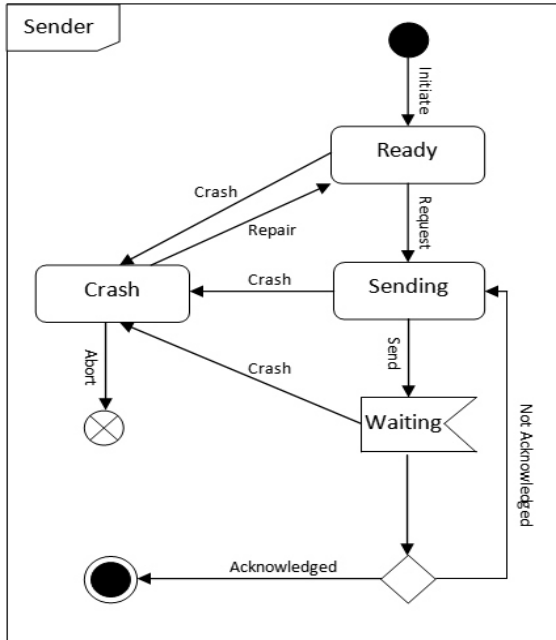 Sender
Initiate
Ready
Crash
Repair
Request
Crash
Crash
Sending
Abort
Crash
Send
Waiting
Not Acknowledged
Acknowledged